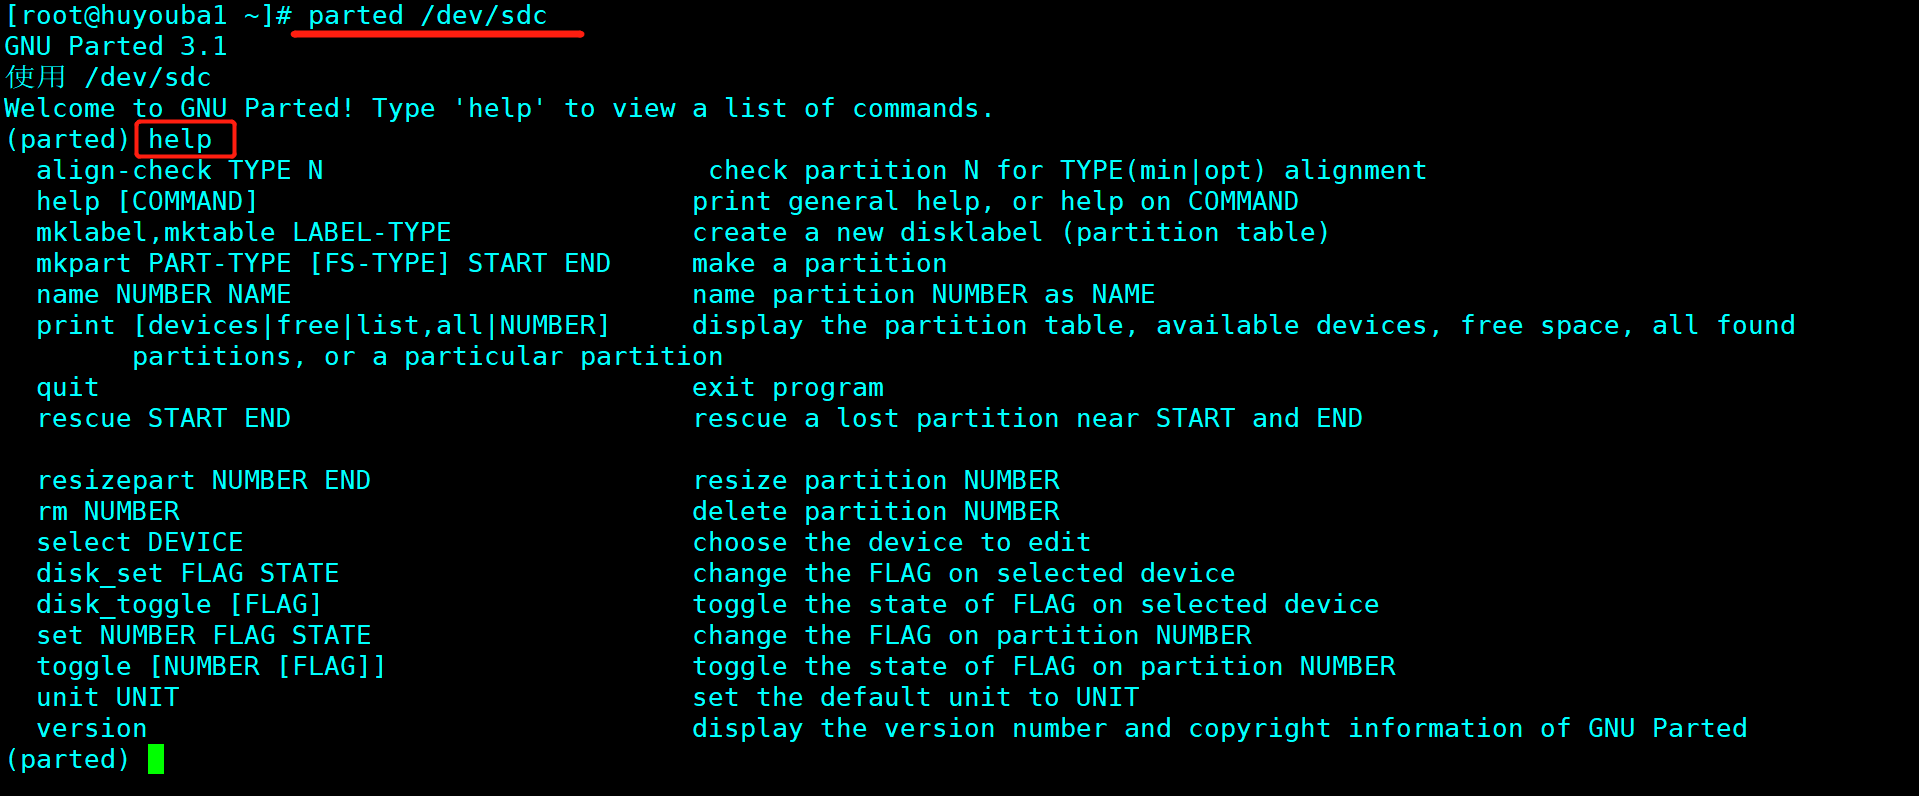 [root@huyouba1 ~]# parted /dev/sdc
GNU Parted 3.1
使用 /dev/sdc
Welcome to GNU Parted! Type 'help' to view a list of commands.
(parted) help
  align-check TYPE N                        check partition N for TYPE(min|opt) alignment
  help [COMMAND]                           print general help, or help on COMMAND
  mklabel,mktable LABEL-TYPE               create a new disklabel (partition table)
  mkpart PART-TYPE [FS-TYPE] START END     make a partition
  name NUMBER NAME                         name partition NUMBER as NAME
  print [devices|free|list,all|NUMBER]     display the partition table, available devices, free space, all found
        partitions, or a particular partition
  quit                                     exit program
  rescue START END                         rescue a lost partition near START and END
  resizepart NUMBER END                    resize partition NUMBER
  rm NUMBER                                delete partition NUMBER
  select DEVICE                            choose the device to edit
  disk_set FLAG STATE                      change the FLAG on selected device
  disk_toggle [FLAG]                       toggle the state of FLAG on selected device
  set NUMBER FLAG STATE                    change the FLAG on partition NUMBER
  toggle [NUMBER [FLAG]]                   toggle the state of FLAG on partition NUMBER
  unit UNIT                                set the default unit to UNIT
  version                                  display the version number and copyright information of GNU Parted
(parted)